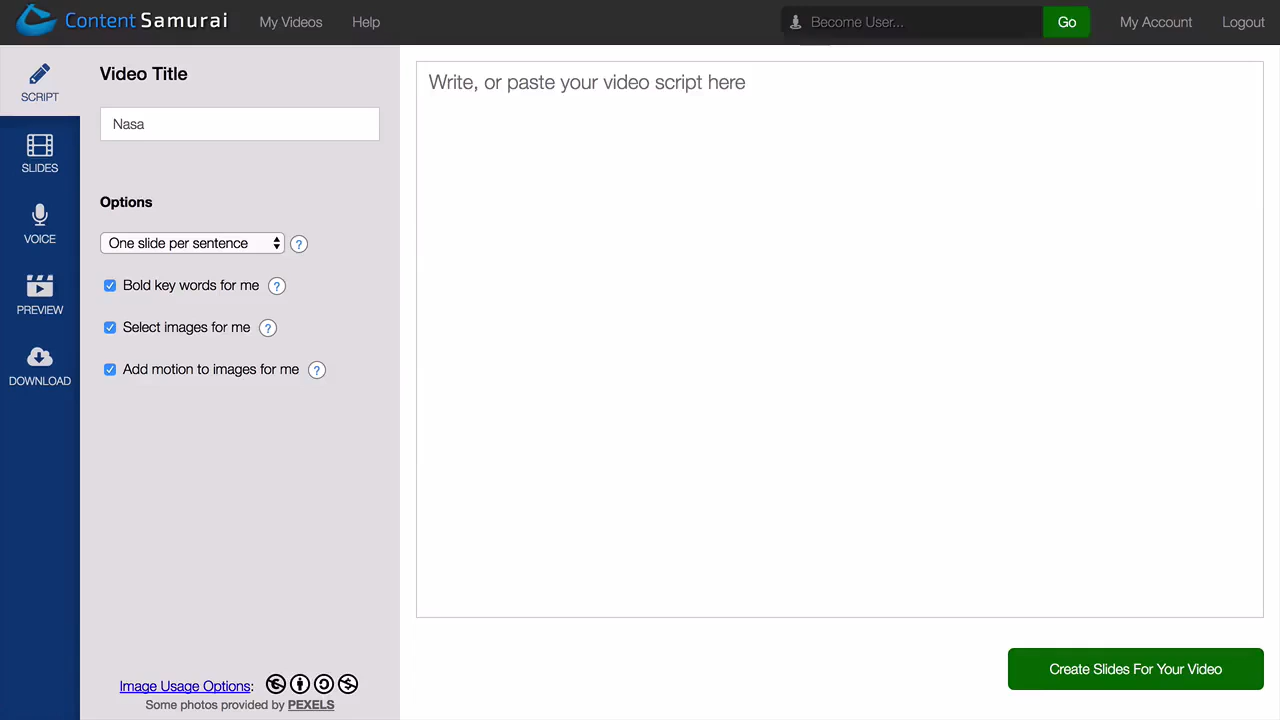 Content Samurai My Videos Help Become User... Go My Account Logout
SCRIPT
SLIDES
VOICE
PREVIEW
DOWNLOAD
Video Title
Nasa
Options
One slide per sentence ?
Bold key words for me ?
Select images for me ?
Add motion to images for me ?
Image Usage Options:
Some photos provided by PEXELS
Write, or paste your video script here
Create Slides For Your Video